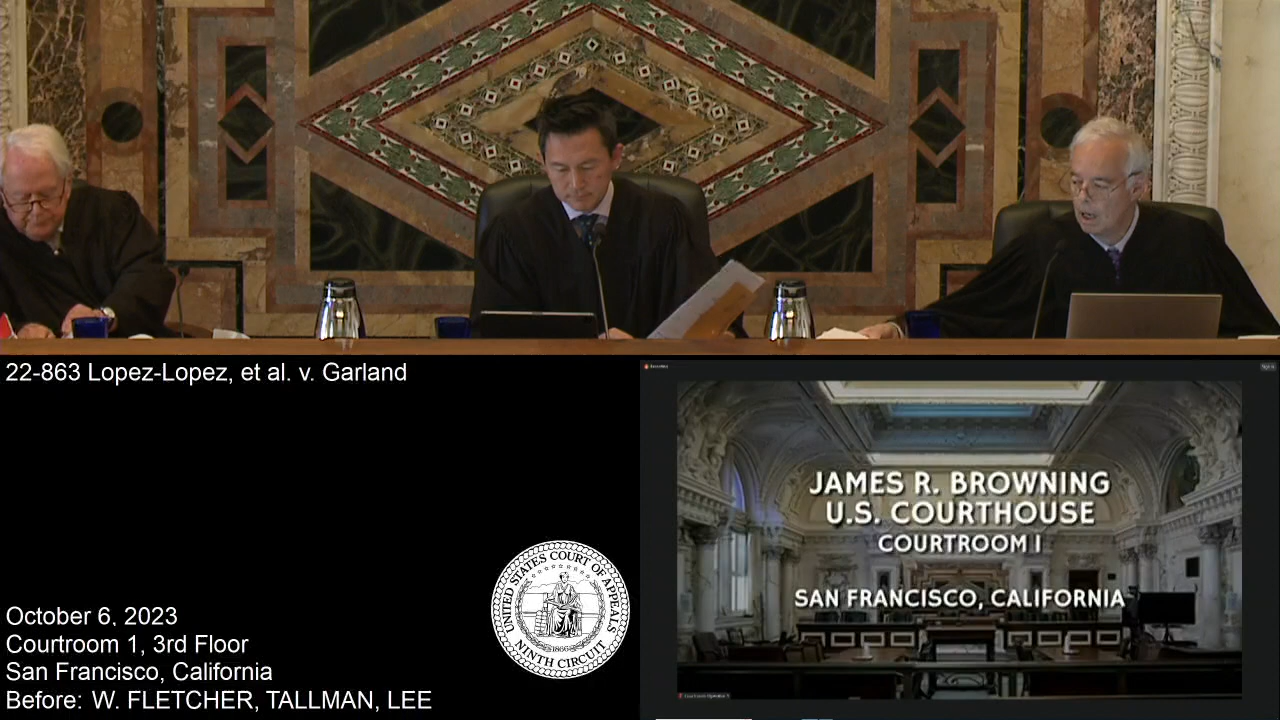 22-863 Lopez-Lopez, et al. v. Garland
JAMES R. BROWNING
U.S. COURTHOUSE
COURTROOM I
SAN FRANCISCO, CALIFORNIA
UNITED STATES COURT OF APPEALS
NINTH CIRCUIT
1866
October 6, 2023
Courtroom 1, 3rd Floor
San Francisco, California
Before: W. FLETCHER, TALLMAN, LEE